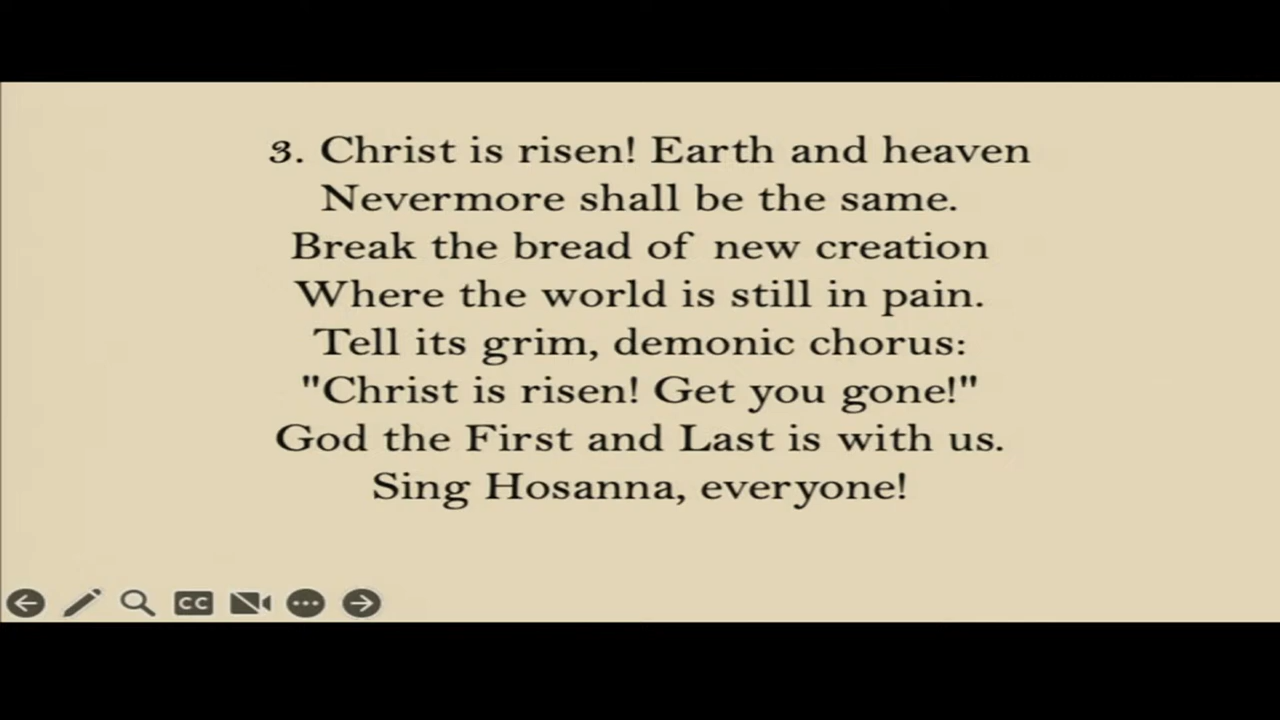 3. Christ is risen! Earth and heaven
Nevermore shall be the same.
Break the bread of new creation
Where the world is still in pain.
Tell its grim, demonic chorus:
"Christ is risen! Get you gone!"
God the First and Last is with us.
Sing Hosanna, everyone!
CC